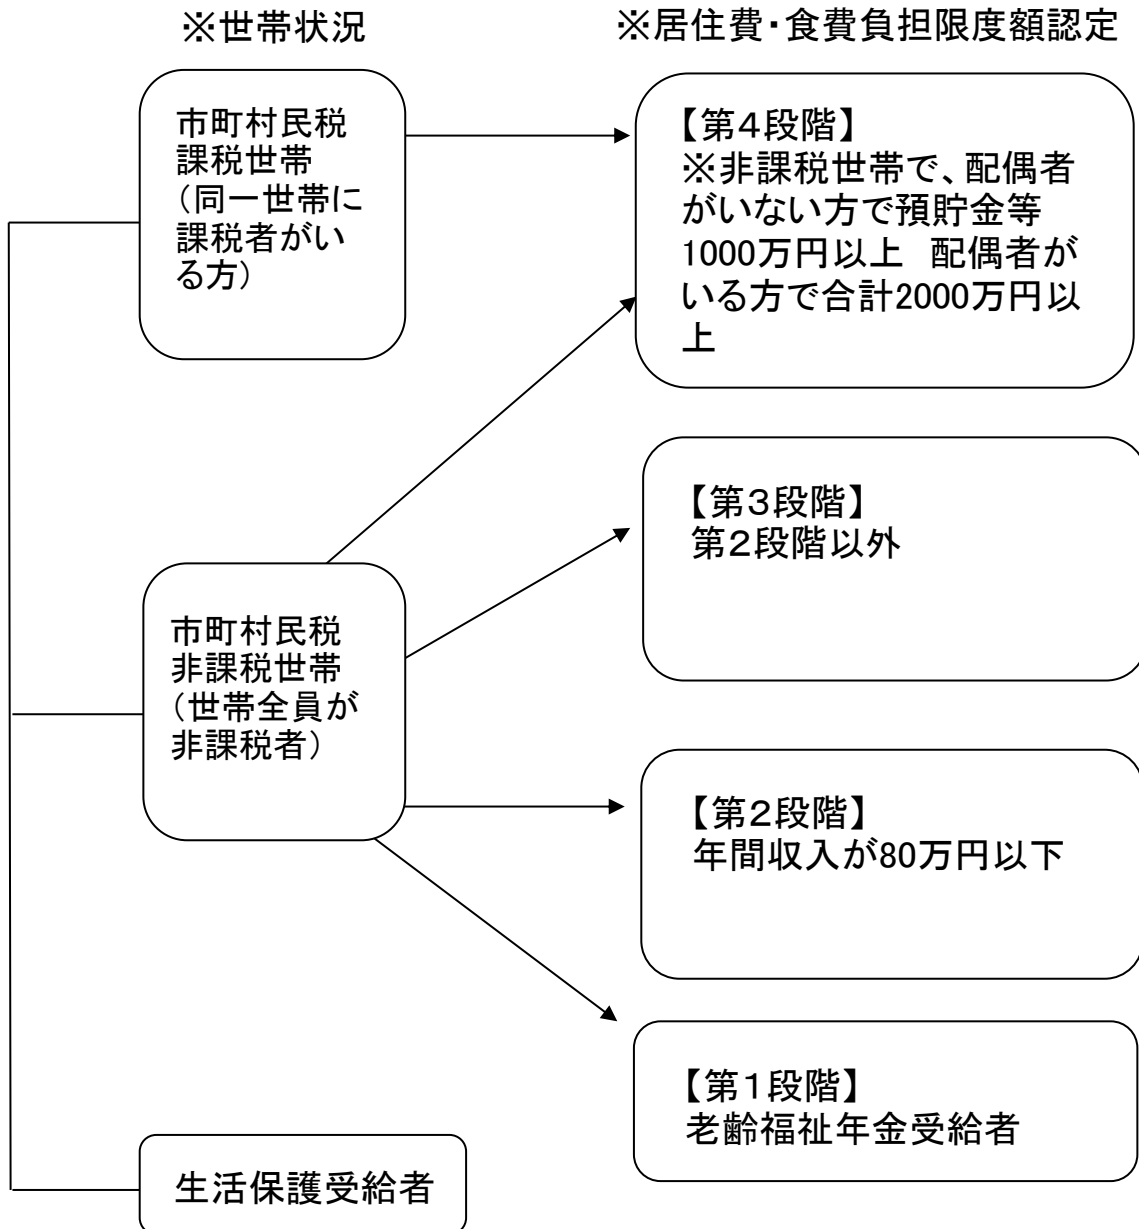 ※世帯状況
※居住費・食費負担限度額認定
市町村民税
課税世帯
（同一世帯に
課税者がい
る方）
【第４段階】
※非課税世帯で、配偶者
がいない方で預貯金等
1000万円以上　配偶者が
いる方で合計2000万円以
上
【第３段階】
第２段階以外
市町村民税
非課税世帯
（世帯全員が
非課税者）
【第２段階】
年間収入が80万円以下
【第１段階】
老齢福祉年金受給者
生活保護受給者